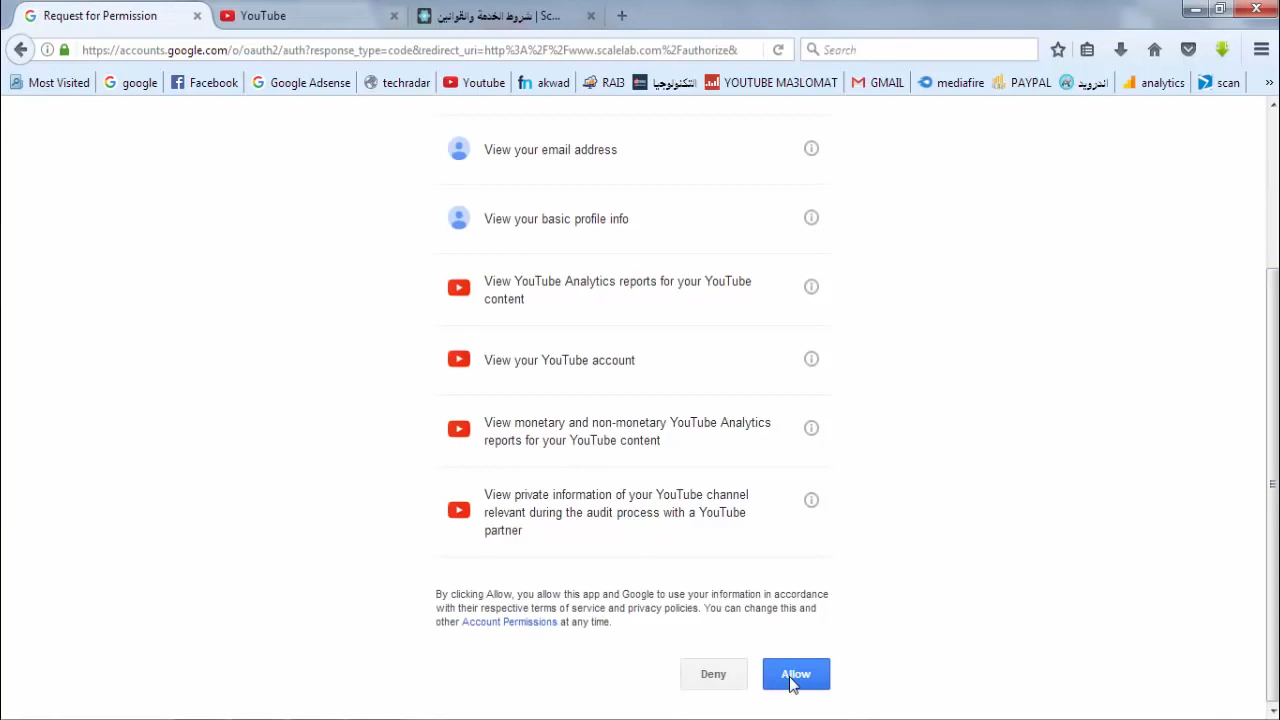 Request for Permission
YouTube
شروط الخدمة والقوانين | Sc...
https://accounts.google.com/o/oauth2/auth?response_type=code&redirect_uri=http%3A%2F%2Fwww.scalelab.com%2Fauthorize&
Search
Most Visited
google
Facebook
Google Adsense
techradar
Youtube
akwad
RAI3
التكنولوجيا
YOUTUBE MA3LOMAT
GMAIL
mediafire
PAYPAL
اندرويد
analytics
scan
View your email address
View your basic profile info
View YouTube Analytics reports for your YouTube
content
View your YouTube account
View monetary and non-monetary YouTube Analytics
reports for your YouTube content
View private information of your YouTube channel
relevant during the audit process with a YouTube
partner
By clicking Allow, you allow this app and Google to use your information in accordance
with their respective terms of service and privacy policies. You can change this and
other Account Permissions at any time.
Deny
Allow